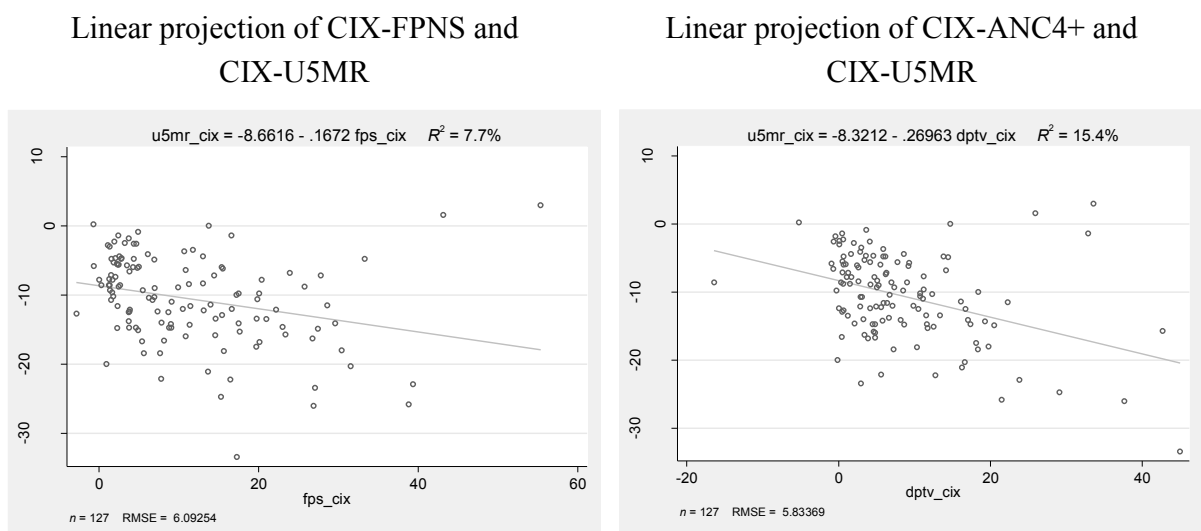 Linear projection of CIX-FPNS and
CIX-U5MR
u5mr_cix = -8.6616 - .1672 fps_cix R² = 7.7%
10
0
-10
-20
-30
0
20
40
60
fps_cix
n = 127 RMSE = 6.09254
Linear projection of CIX-ANC4+ and
CIX-U5MR
u5mr_cix = -8.3212 - .26963 dptv_cix R² = 15.4%
10
0
-10
-20
-30
-20
0
20
40
dptv_cix
n = 127 RMSE = 5.83369